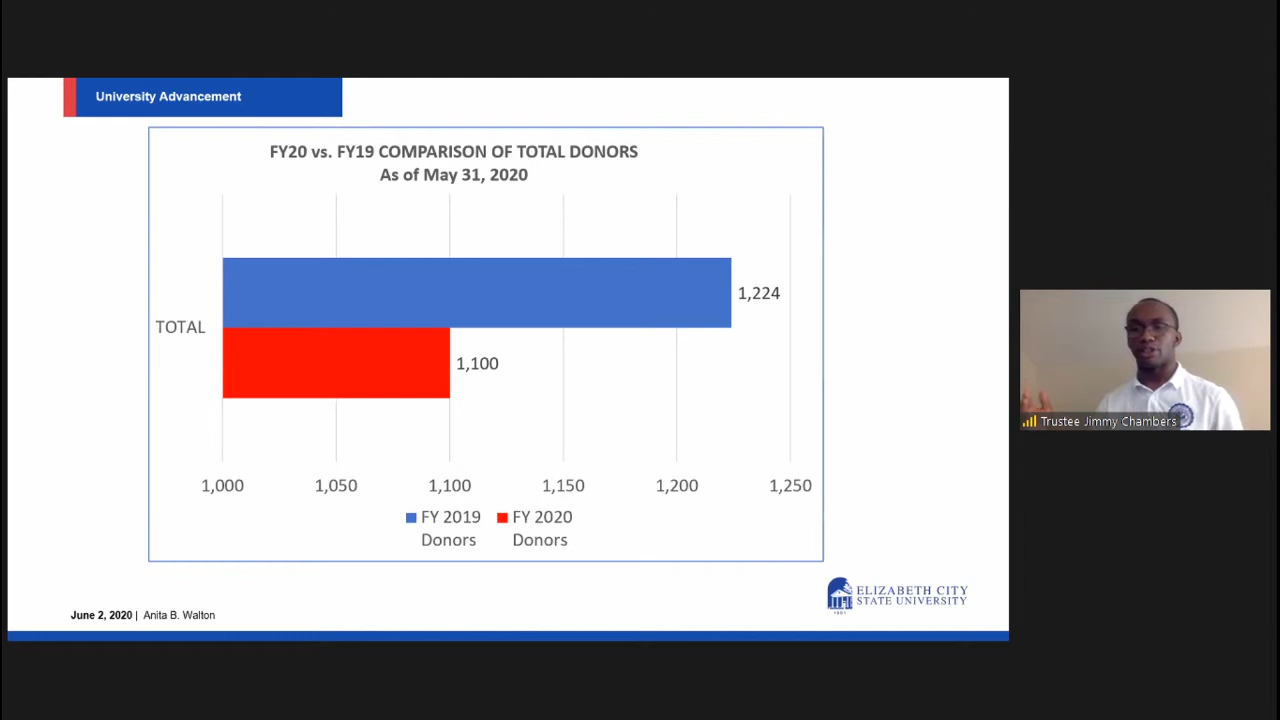 University Advancement
FY20 vs. FY19 COMPARISON OF TOTAL DONORS
As of May 31, 2020
1,224
TOTAL
1,100
1,000 1,050 1,100 1,150 1,200 1,250
FY 2019 Donors
FY 2020 Donors
ELIZABETH CITY
STATE UNIVERSITY
1891
June 2, 2020 | Anita B. Walton
Trustee Jimmy Chambers